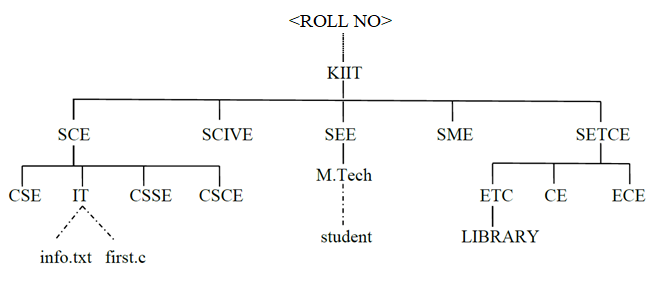 <ROLL NO>
KIIT
SCE SCIVE SEE SME SETCE
M.Tech
CSE IT CSSE CSCE ETC CE ECE
student LIBRARY
info.txt first.c